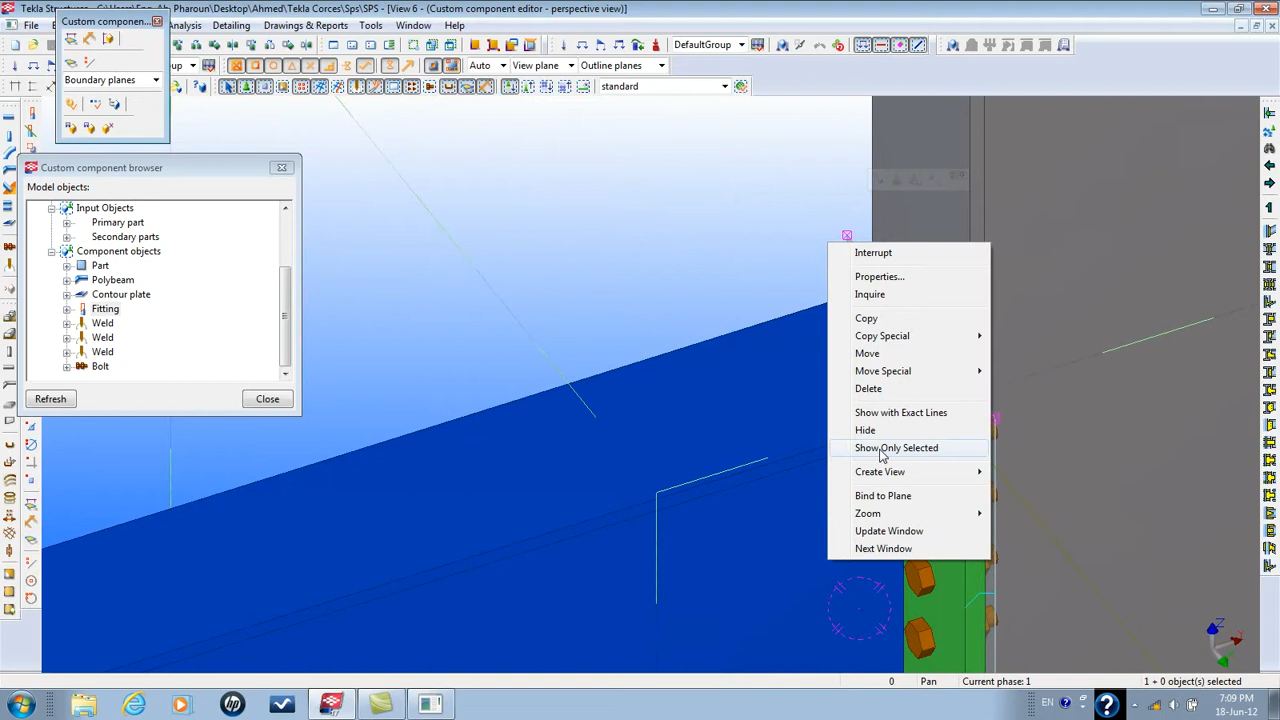 Tekla Structures
C:\Users\Eng. Ab Pharoun\Desktop\Ahmed\Tekla Corces\Sps\SPS - [View 6 - (Custom component editor - perspective view)]
File
Analysis Detailing Drawings & Reports Tools Window Help
Custom componen...
DefaultGroup
Auto View plane Outline planes
Boundary planes
standard
Custom component browser
Model objects:
Input Objects
Primary part
Secondary parts
Component objects
Part
Polybeam
Contour plate
Fitting
Weld
Weld
Weld
Bolt
Refresh Close
Interrupt
Properties...
Inquire
Copy
Copy Special
Move
Move Special
Delete
Show with Exact Lines
Hide
Show Only Selected
Create View
Bind to Plane
Zoom
Update Window
Next Window
Z
0 Pan Current phase: 1 1 + 0 object(s) selected
hp
EN
7:09 PM
18-Jun-12